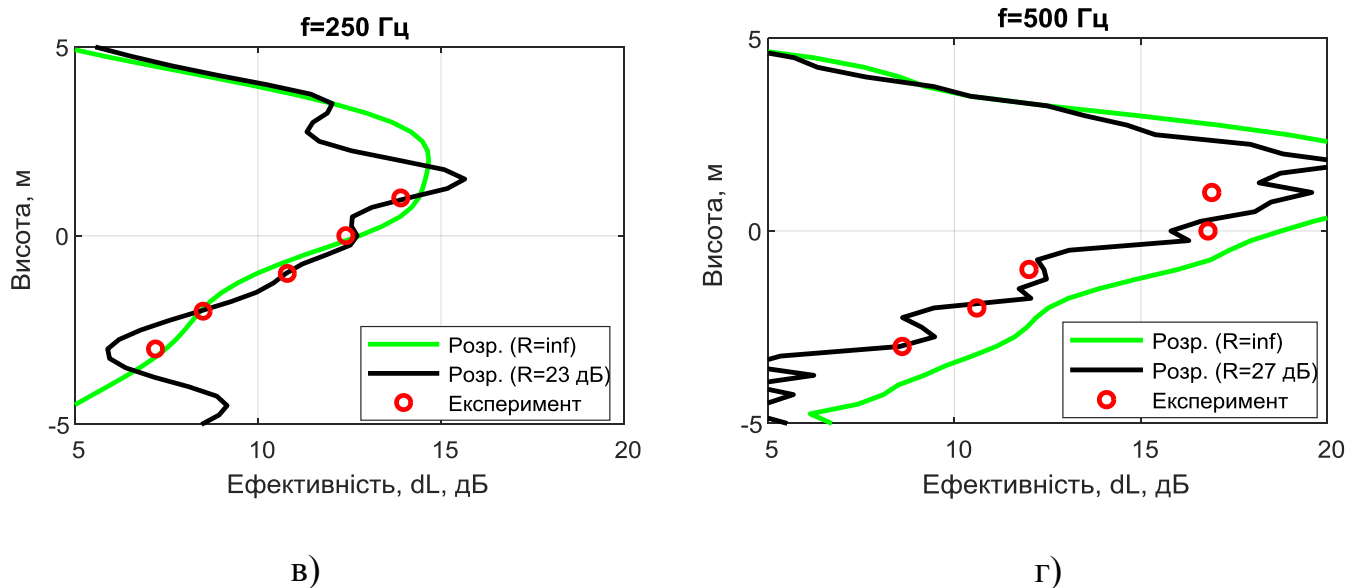 f=250 Гц
5
0
-5
Висота, м
5
10
15
20
Ефективність, dL, дБ
Розр. (R=inf)
Розр. (R=23 дБ)
Експеримент
в)
f=500 Гц
5
0
-5
Висота, м
5
10
15
20
Ефективність, dL, дБ
Розр. (R=inf)
Розр. (R=27 дБ)
Експеримент
г)